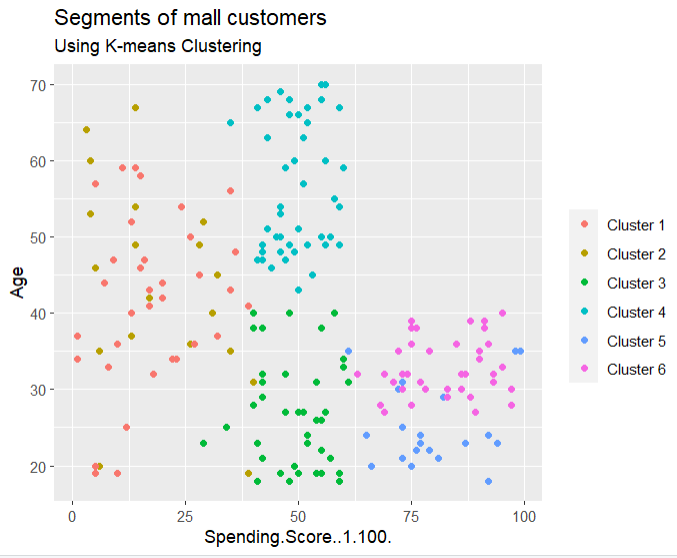 Segments of mall customers
Using K-means Clustering
70
60
50
40
30
20
Age
0 25 50 75 100
Spending.Score..1.100.
Cluster 1
Cluster 2
Cluster 3
Cluster 4
Cluster 5
Cluster 6